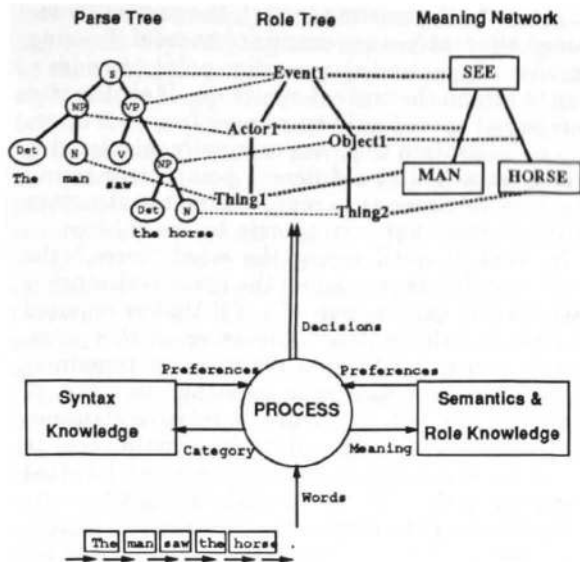 Parse Tree Role Tree Meaning Network
S Event1 SEE
NP VP
Actor1
Object1
Det N V NP MAN HORSE
The man saw Thing1
Det N Thing2
the horse
Decisions
Preferences Preferences
Syntax Knowledge
PROCESS
Semantics & Role Knowledge
Category Meaning
Words
The man saw the horse .